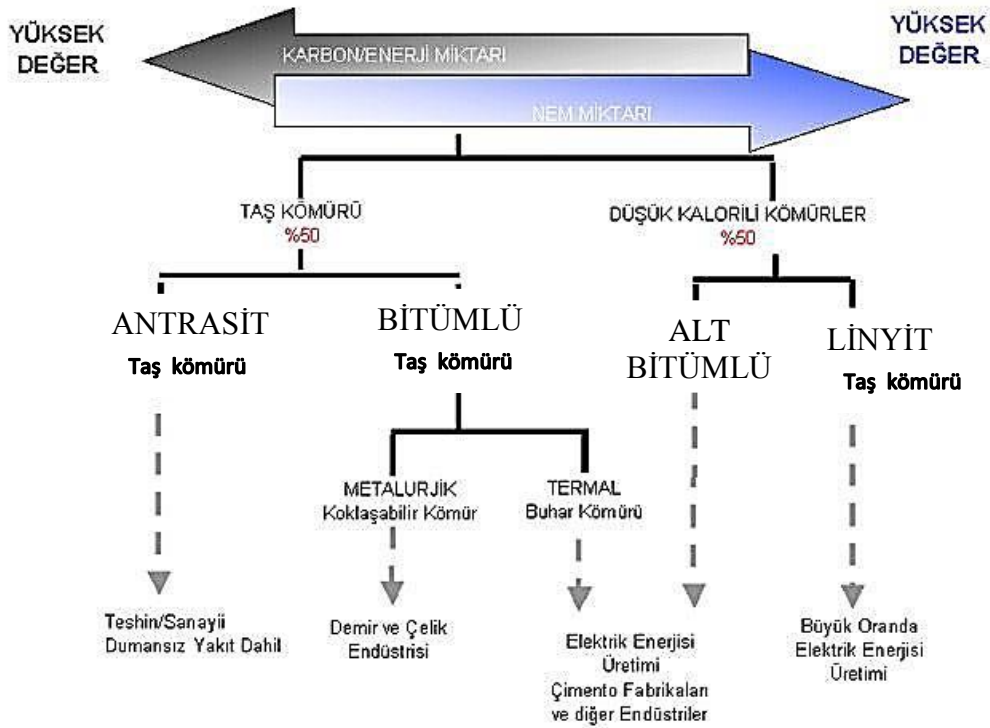 YÜKSEK
DEĞER
KARBON/ENERJİ MİKTARI
NEM MİKTARI
YÜKSEK
DEĞER
TAŞ KÖMÜRÜ
%50
DÜŞÜK KALORİLİ KÖMÜRLER
%50
ANTRASİT
Taş kömürü
BİTÜMLÜ
Taş kömürü
ALT
BİTÜMLÜ
LİNYİT
Taş kömürü
METALURJİK
Koklaşabilir Kömür
TERMAL
Buhar Kömürü
Teshin/Sanayii
Dumansız Yakıt Dahil
Demir ve Çelik
Endüstrisi
Elektrik Enerjisi
Üretimi
Çimento Fabrikaları
ve diğer Endüstriler
Büyük Oranda
Elektrik Enerjisi
Üretimi